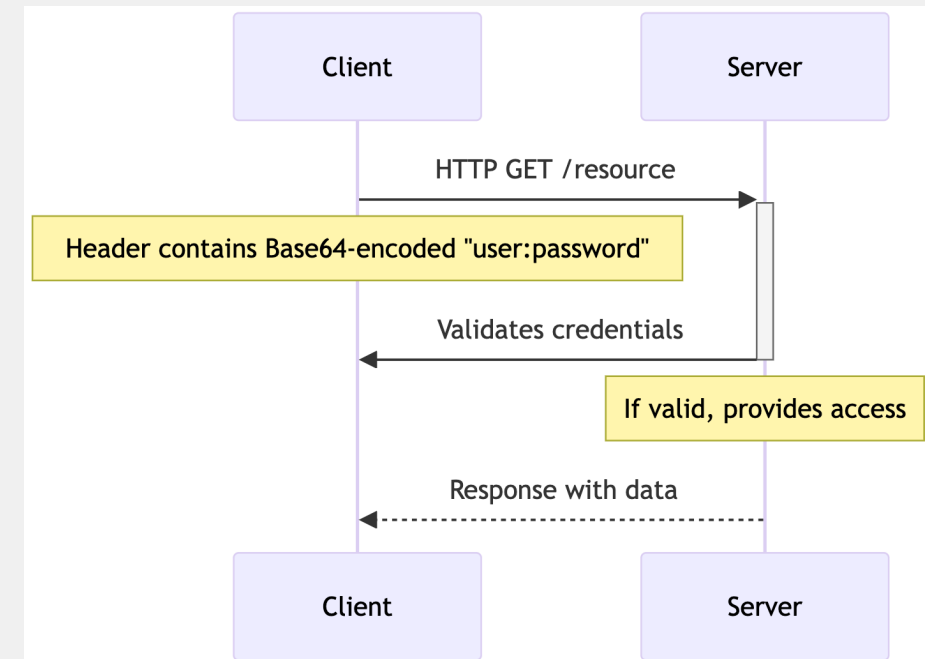 Client
Server
HTTP GET /resource
Header contains Base64-encoded "user:password"
Validates credentials
If valid, provides access
Response with data
Client
Server